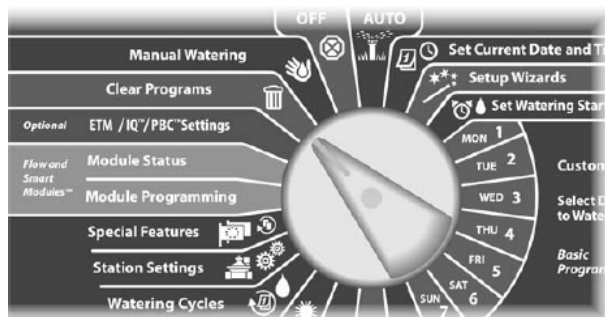 OFF
AUTO
Manual Watering
Clear Programs
Optional
ETM /IQ™/PBC™Settings
Flow and
Smart
Modules™
Module Status
Module Programming
Special Features
Station Settings
Watering Cycles
Set Current Date and T
Setup Wizards
Set Watering Star
MON 1
TUE 2
WED 3
THU 4
FRI 5
SAT 6
SUN 7
Custom
Select D
to Wate
Basic
Program